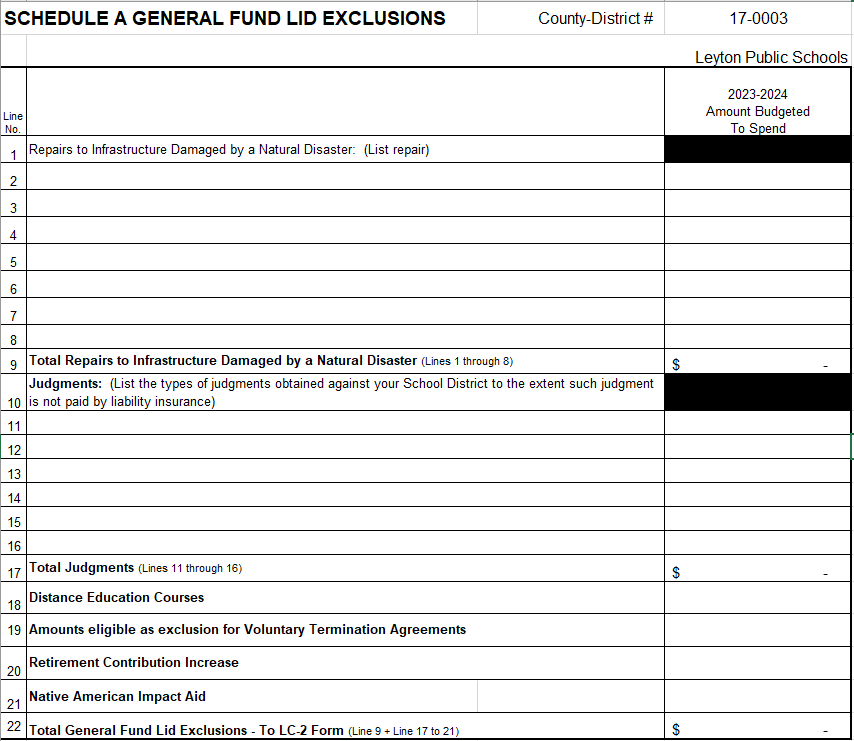 SCHEDULE A GENERAL FUND LID EXCLUSIONS County-District # 17-0003
Leyton Public Schools
Line No.
2023-2024
Amount Budgeted
To Spend
1 Repairs to Infrastructure Damaged by a Natural Disaster: (List repair)
2
3
4
5
6
7
8
9 Total Repairs to Infrastructure Damaged by a Natural Disaster (Lines 1 through 8) $ -
Judgments: (List the types of judgments obtained against your School District to the extent such judgment
10 is not paid by liability insurance)
11
12
13
14
15
16
17 Total Judgments (Lines 11 through 16) $ -
18 Distance Education Courses
19 Amounts eligible as exclusion for Voluntary Termination Agreements
20 Retirement Contribution Increase
21 Native American Impact Aid
22 Total General Fund Lid Exclusions - To LC-2 Form (Line 9 + Line 17 to 21) $ -